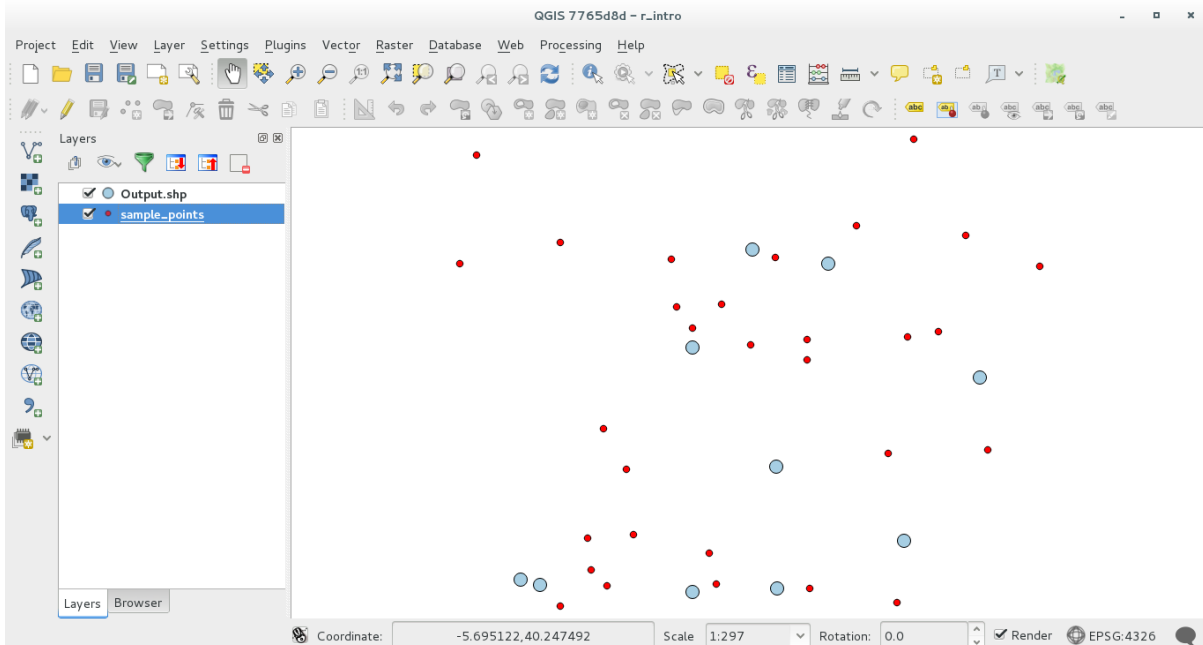 QGIS 7765d8d – r_intro
Project Edit View Layer Settings Plugins Vector Raster Database Web Processing Help
Layers
Output.shp
sample_points
Layers Browser
Coordinate: -5.695122,40.247492 Scale 1:297 Rotation: 0.0 Render EPSG:4326